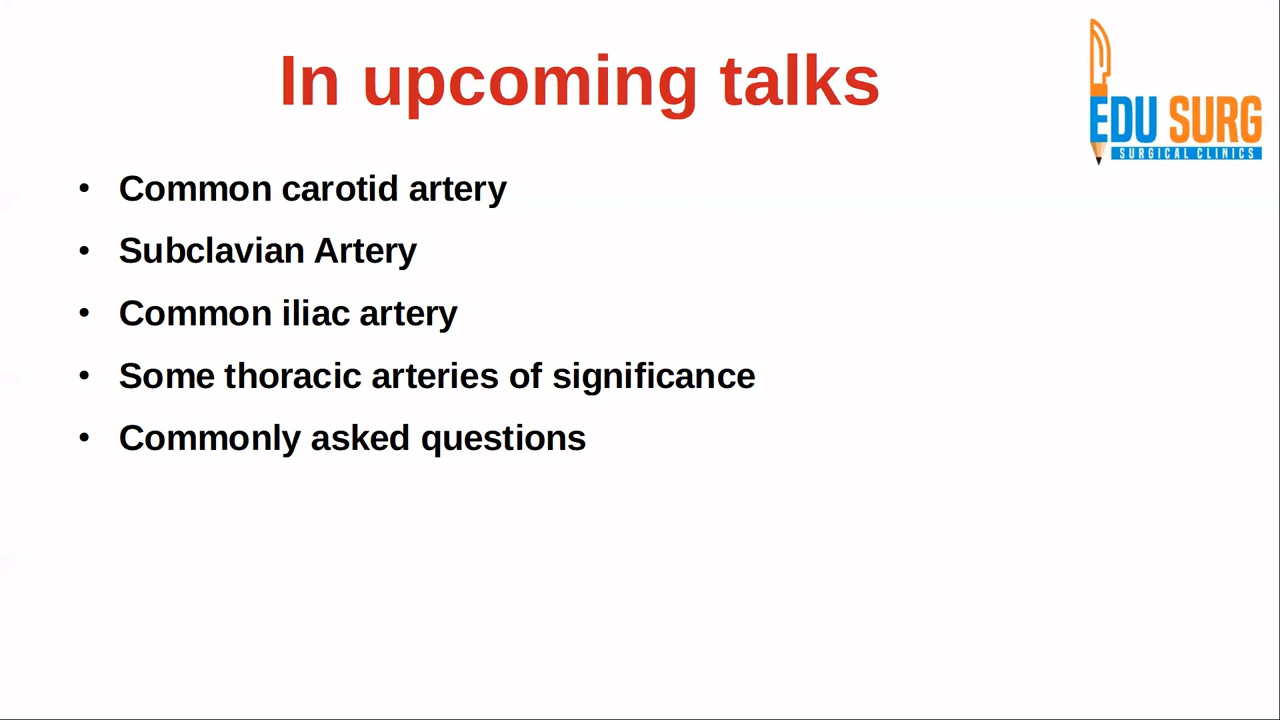 In upcoming talks
EDU SURG
SURGICAL CLINICS
• Common carotid artery
• Subclavian Artery
• Common iliac artery
• Some thoracic arteries of significance
• Commonly asked questions